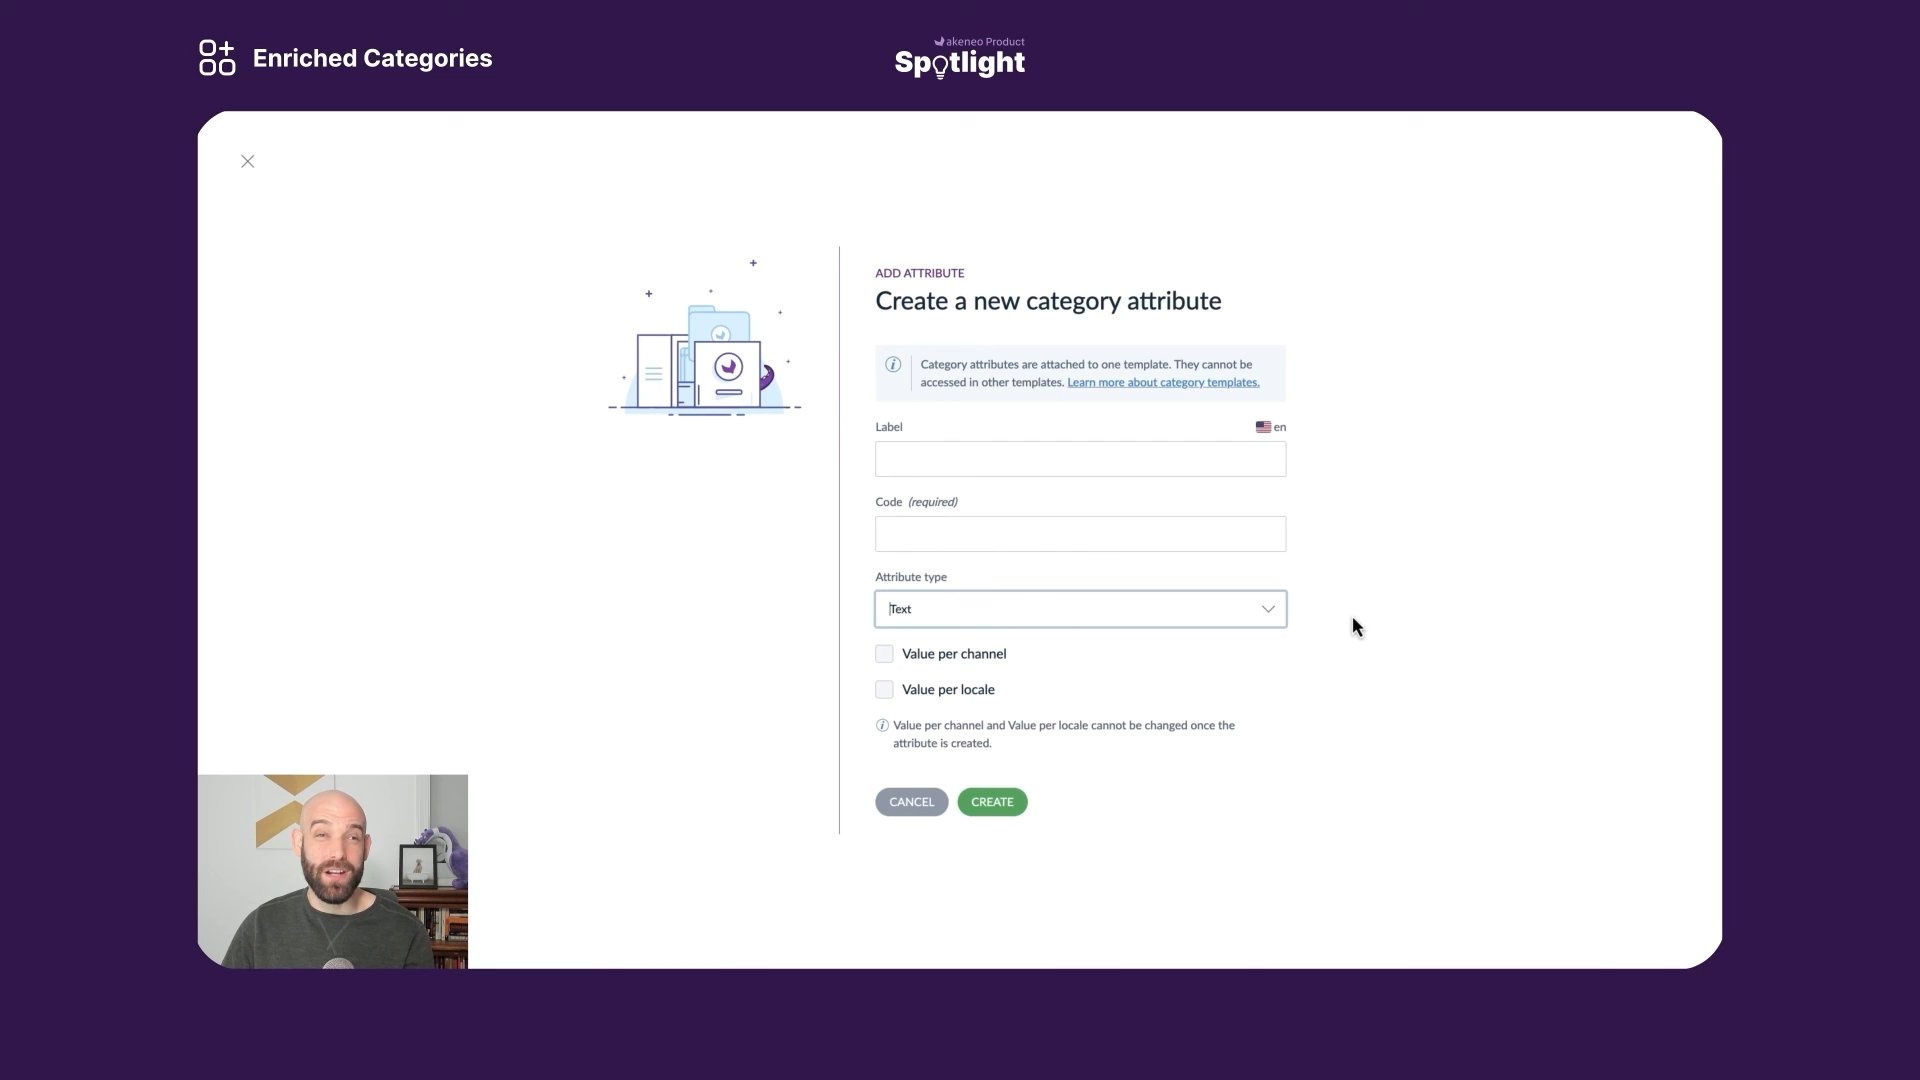 Enriched Categories
akeneo Product
Spotlight
ADD ATTRIBUTE
Create a new category attribute
Category attributes are attached to one template. They cannot be
accessed in other templates. Learn more about category templates.
Label
en
Code (required)
Attribute type
Text
Value per channel
Value per locale
Value per channel and Value per locale cannot be changed once the
attribute is created.
CANCEL
CREATE